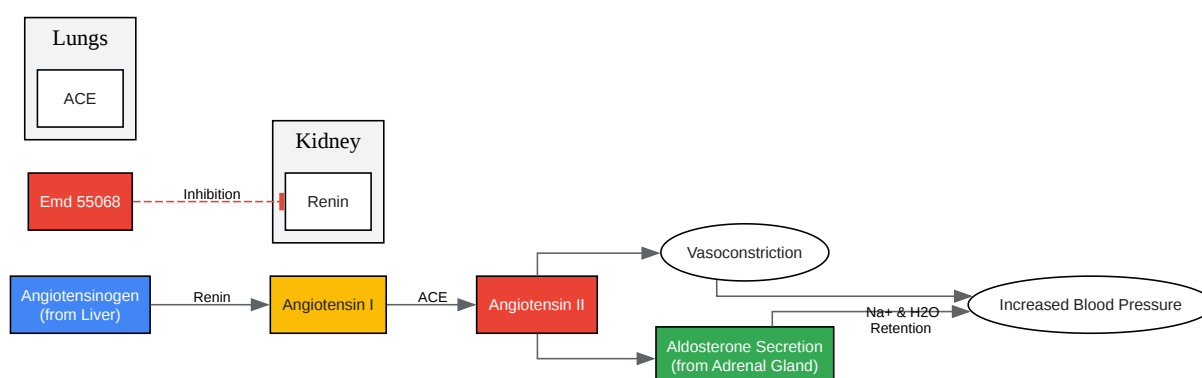 Lungs
ACE
Kidney
Emd 55068
Inhibition
Renin
Vasoconstriction
Angiotensinogen
(from Liver)
Renin
Angiotensin I
ACE
Angiotensin II
Increased Blood Pressure
Na+ & H2O
Retention
Aldosterone Secretion
(from Adrenal Gland)